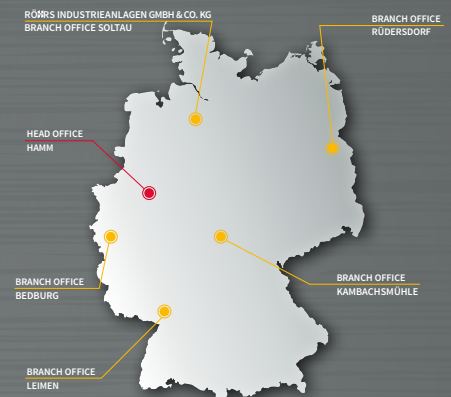 RÖHRS INDUSTRIEANLAGEN GMBH & CO. KG
BRANCH OFFICE SOLTAU
BRANCH OFFICE
RÜDERSDORF
HEAD OFFICE
HAMM
BRANCH OFFICE
BEDBURG
BRANCH OFFICE
KAMBACHSMÜHLE
BRANCH OFFICE
LEIMEN